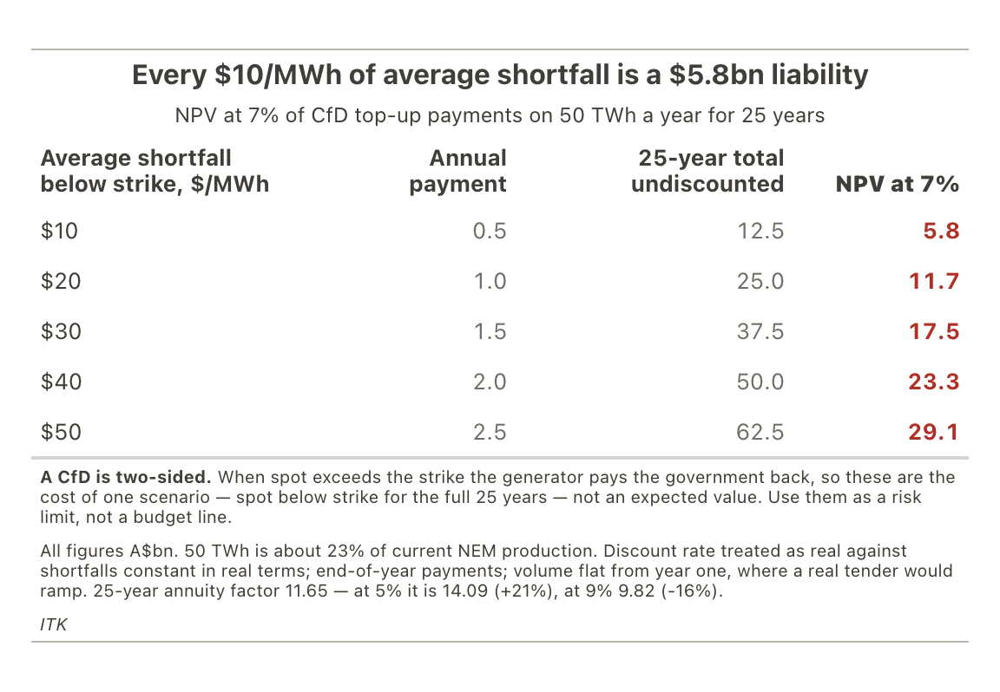 Every $10/MWh of average shortfall is a $5.8bn liability
NPV at 7% of CfD top-up payments on 50 TWh a year for 25 years
Average shortfall below strike, $/MWh Annual payment 25-year total undiscounted NPV at 7%
$10 0.5 12.5 5.8
$20 1.0 25.0 11.7
$30 1.5 37.5 17.5
$40 2.0 50.0 23.3
$50 2.5 62.5 29.1
A CfD is two-sided. When spot exceeds the strike the generator pays the government back, so these are the
cost of one scenario — spot below strike for the full 25 years — not an expected value. Use them as a risk
limit, not a budget line.
All figures A$bn. 50 TWh is about 23% of current NEM production. Discount rate treated as real against
shortfalls constant in real terms; end-of-year payments; volume flat from year one, where a real tender would
ramp. 25-year annuity factor 11.65 — at 5% it is 14.09 (+21%), at 9% 9.82 (-16%).
ITK